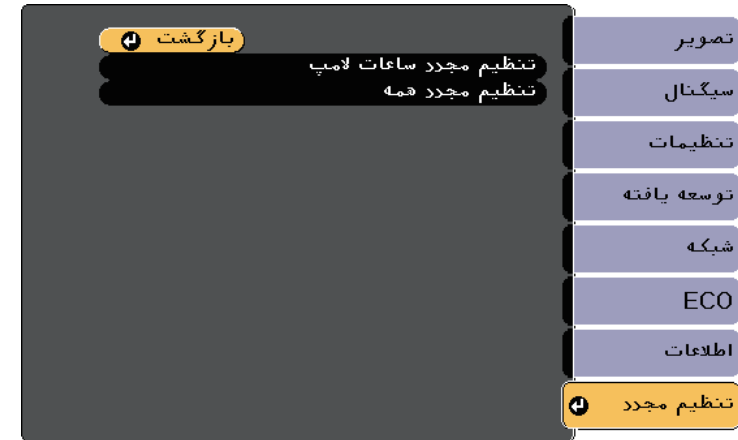 تصویر
سیگنال
تنظیمات
توسعه یافته
شبکه
ECO
اطلاعات
تنظیم مجدد
بازگشت
تنظیم مجدد ساعات لامپ
تنظیم مجدد همه